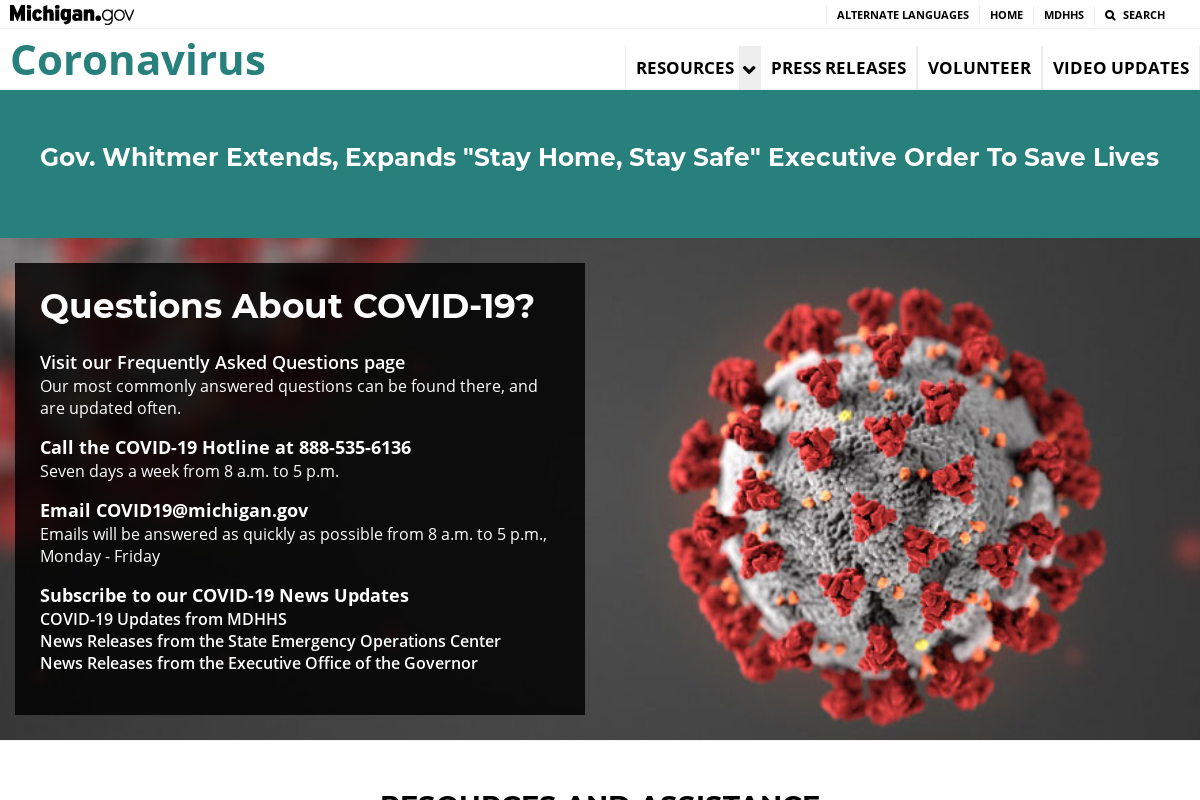 Michigan.gov
ALTERNATE LANGUAGES HOME MDHHS SEARCH
Coronavirus
RESOURCES PRESS RELEASES VOLUNTEER VIDEO UPDATES
Gov. Whitmer Extends, Expands "Stay Home, Stay Safe" Executive Order To Save Lives
Questions About COVID-19?
Visit our Frequently Asked Questions page
Our most commonly answered questions can be found there, and
are updated often.
Call the COVID-19 Hotline at 888-535-6136
Seven days a week from 8 a.m. to 5 p.m.
Email COVID19@michigan.gov
Emails will be answered as quickly as possible from 8 a.m. to 5 p.m.,
Monday - Friday
Subscribe to our COVID-19 News Updates
COVID-19 Updates from MDHHS
News Releases from the State Emergency Operations Center
News Releases from the Executive Office of the Governor
RESOURCES AND ASSISTANCE